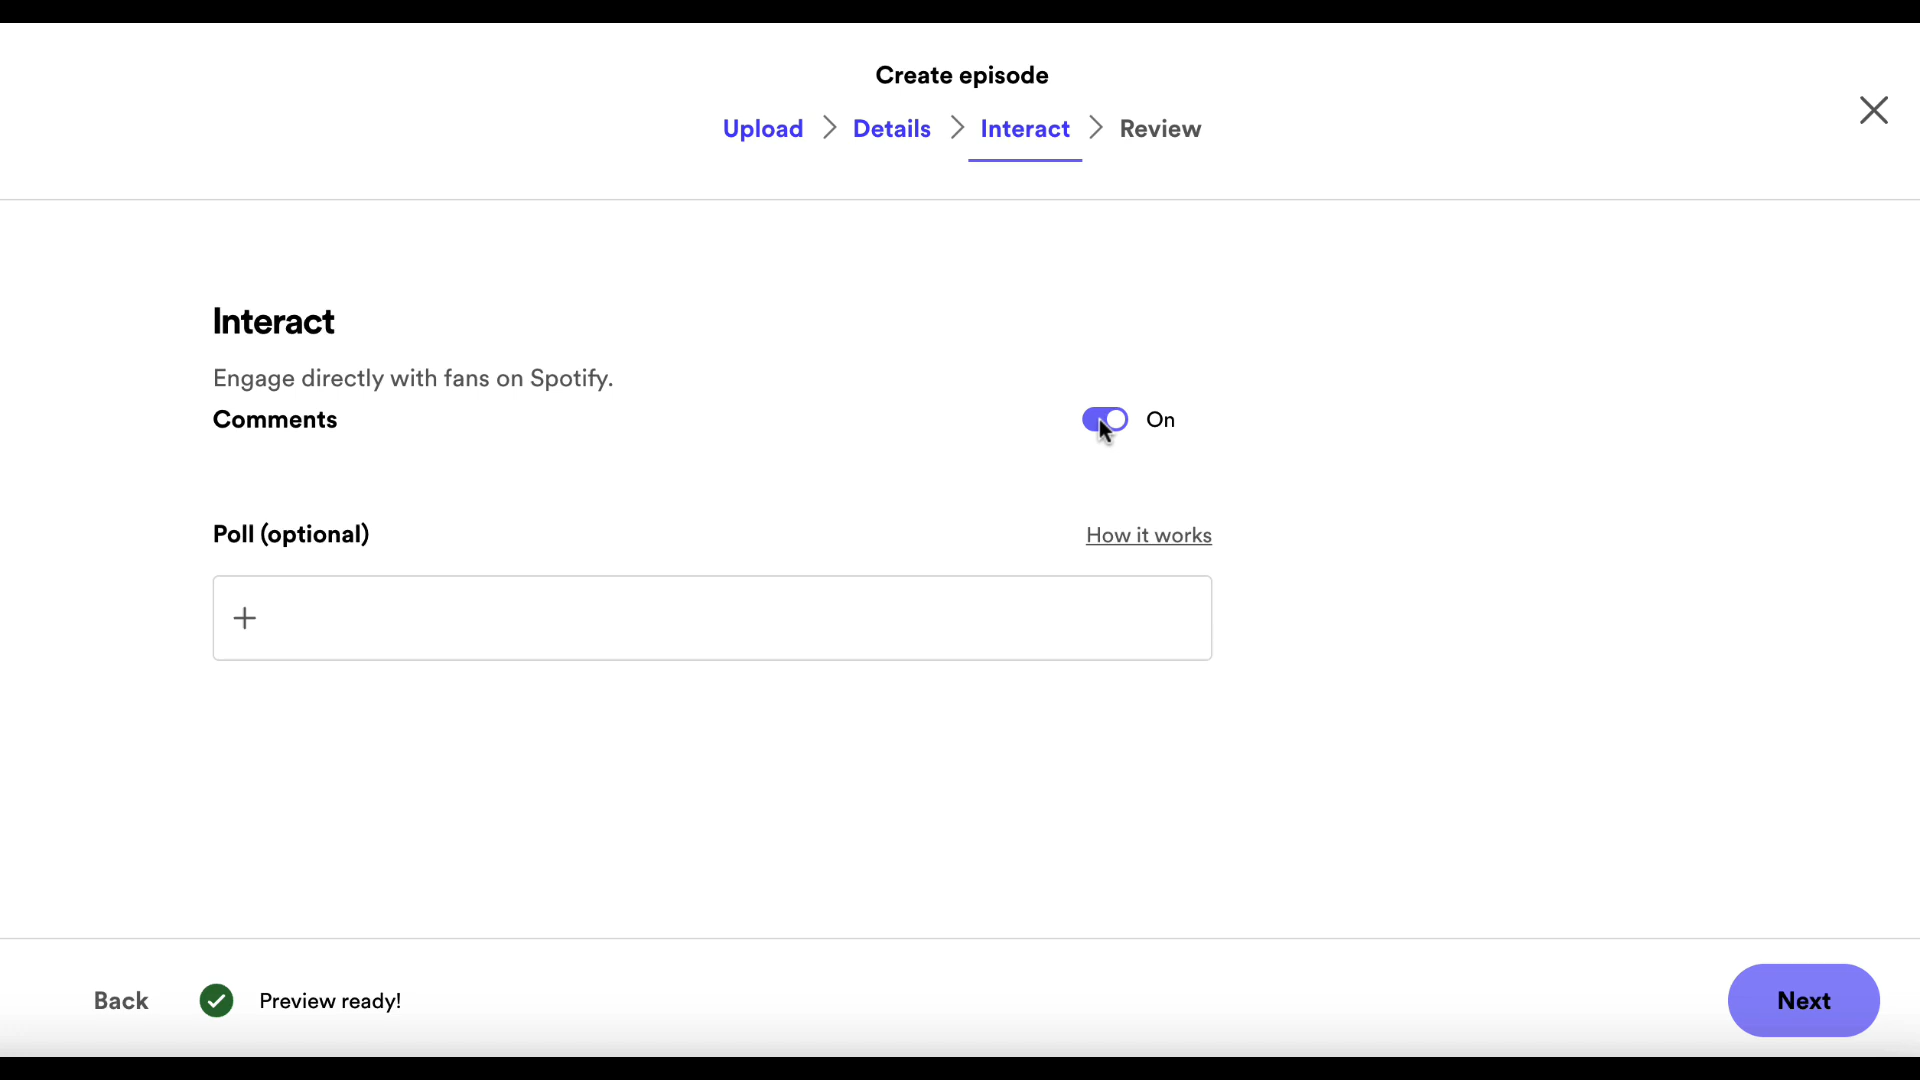 Create episode
Upload > Details > Interact > Review
Interact
Engage directly with fans on Spotify.
Comments On
Poll (optional) How it works
Back Preview ready! Next